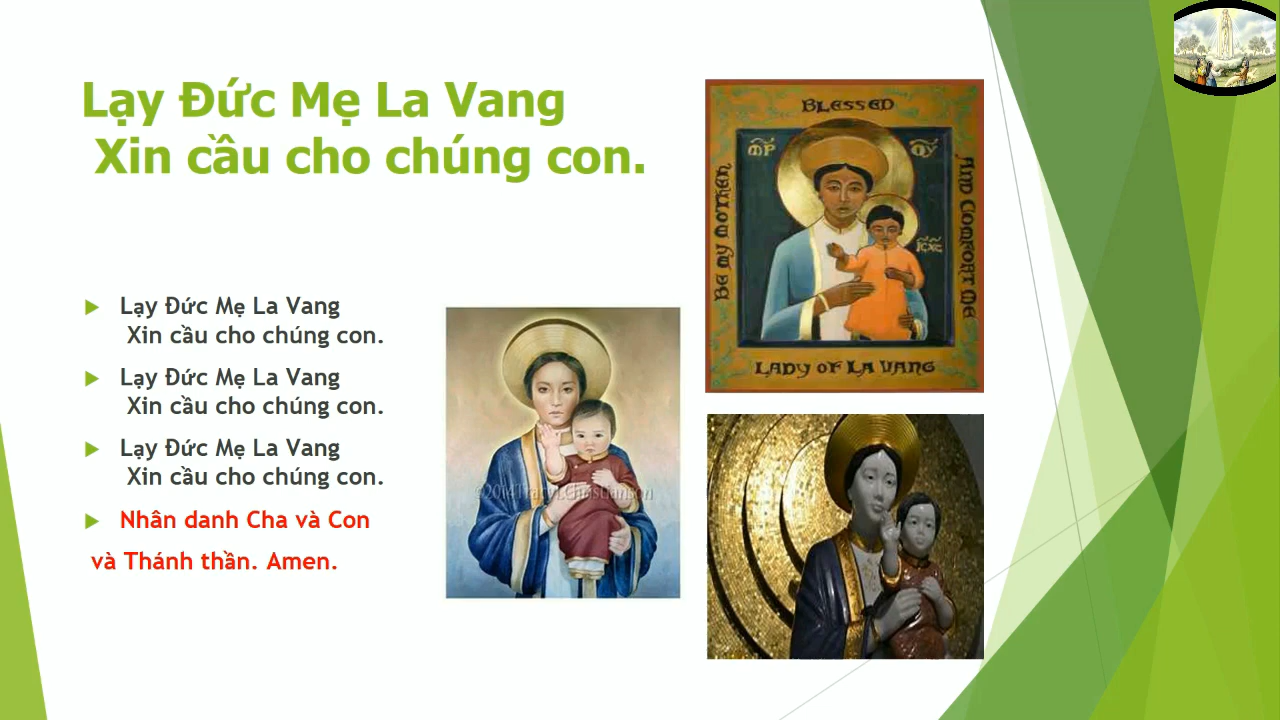 Lạy Đức Mẹ La Vang
Xin cầu cho chúng con.
Lạy Đức Mẹ La Vang
Xin cầu cho chúng con.
Lạy Đức Mẹ La Vang
Xin cầu cho chúng con.
Lạy Đức Mẹ La Vang
Xin cầu cho chúng con.
Nhân danh Cha và Con
và Thánh thần. Amen.
BLESSED
BE MY MOTHER
AND COMFORT ME
LADY OF LA VANG
©2014TracyLChristianson